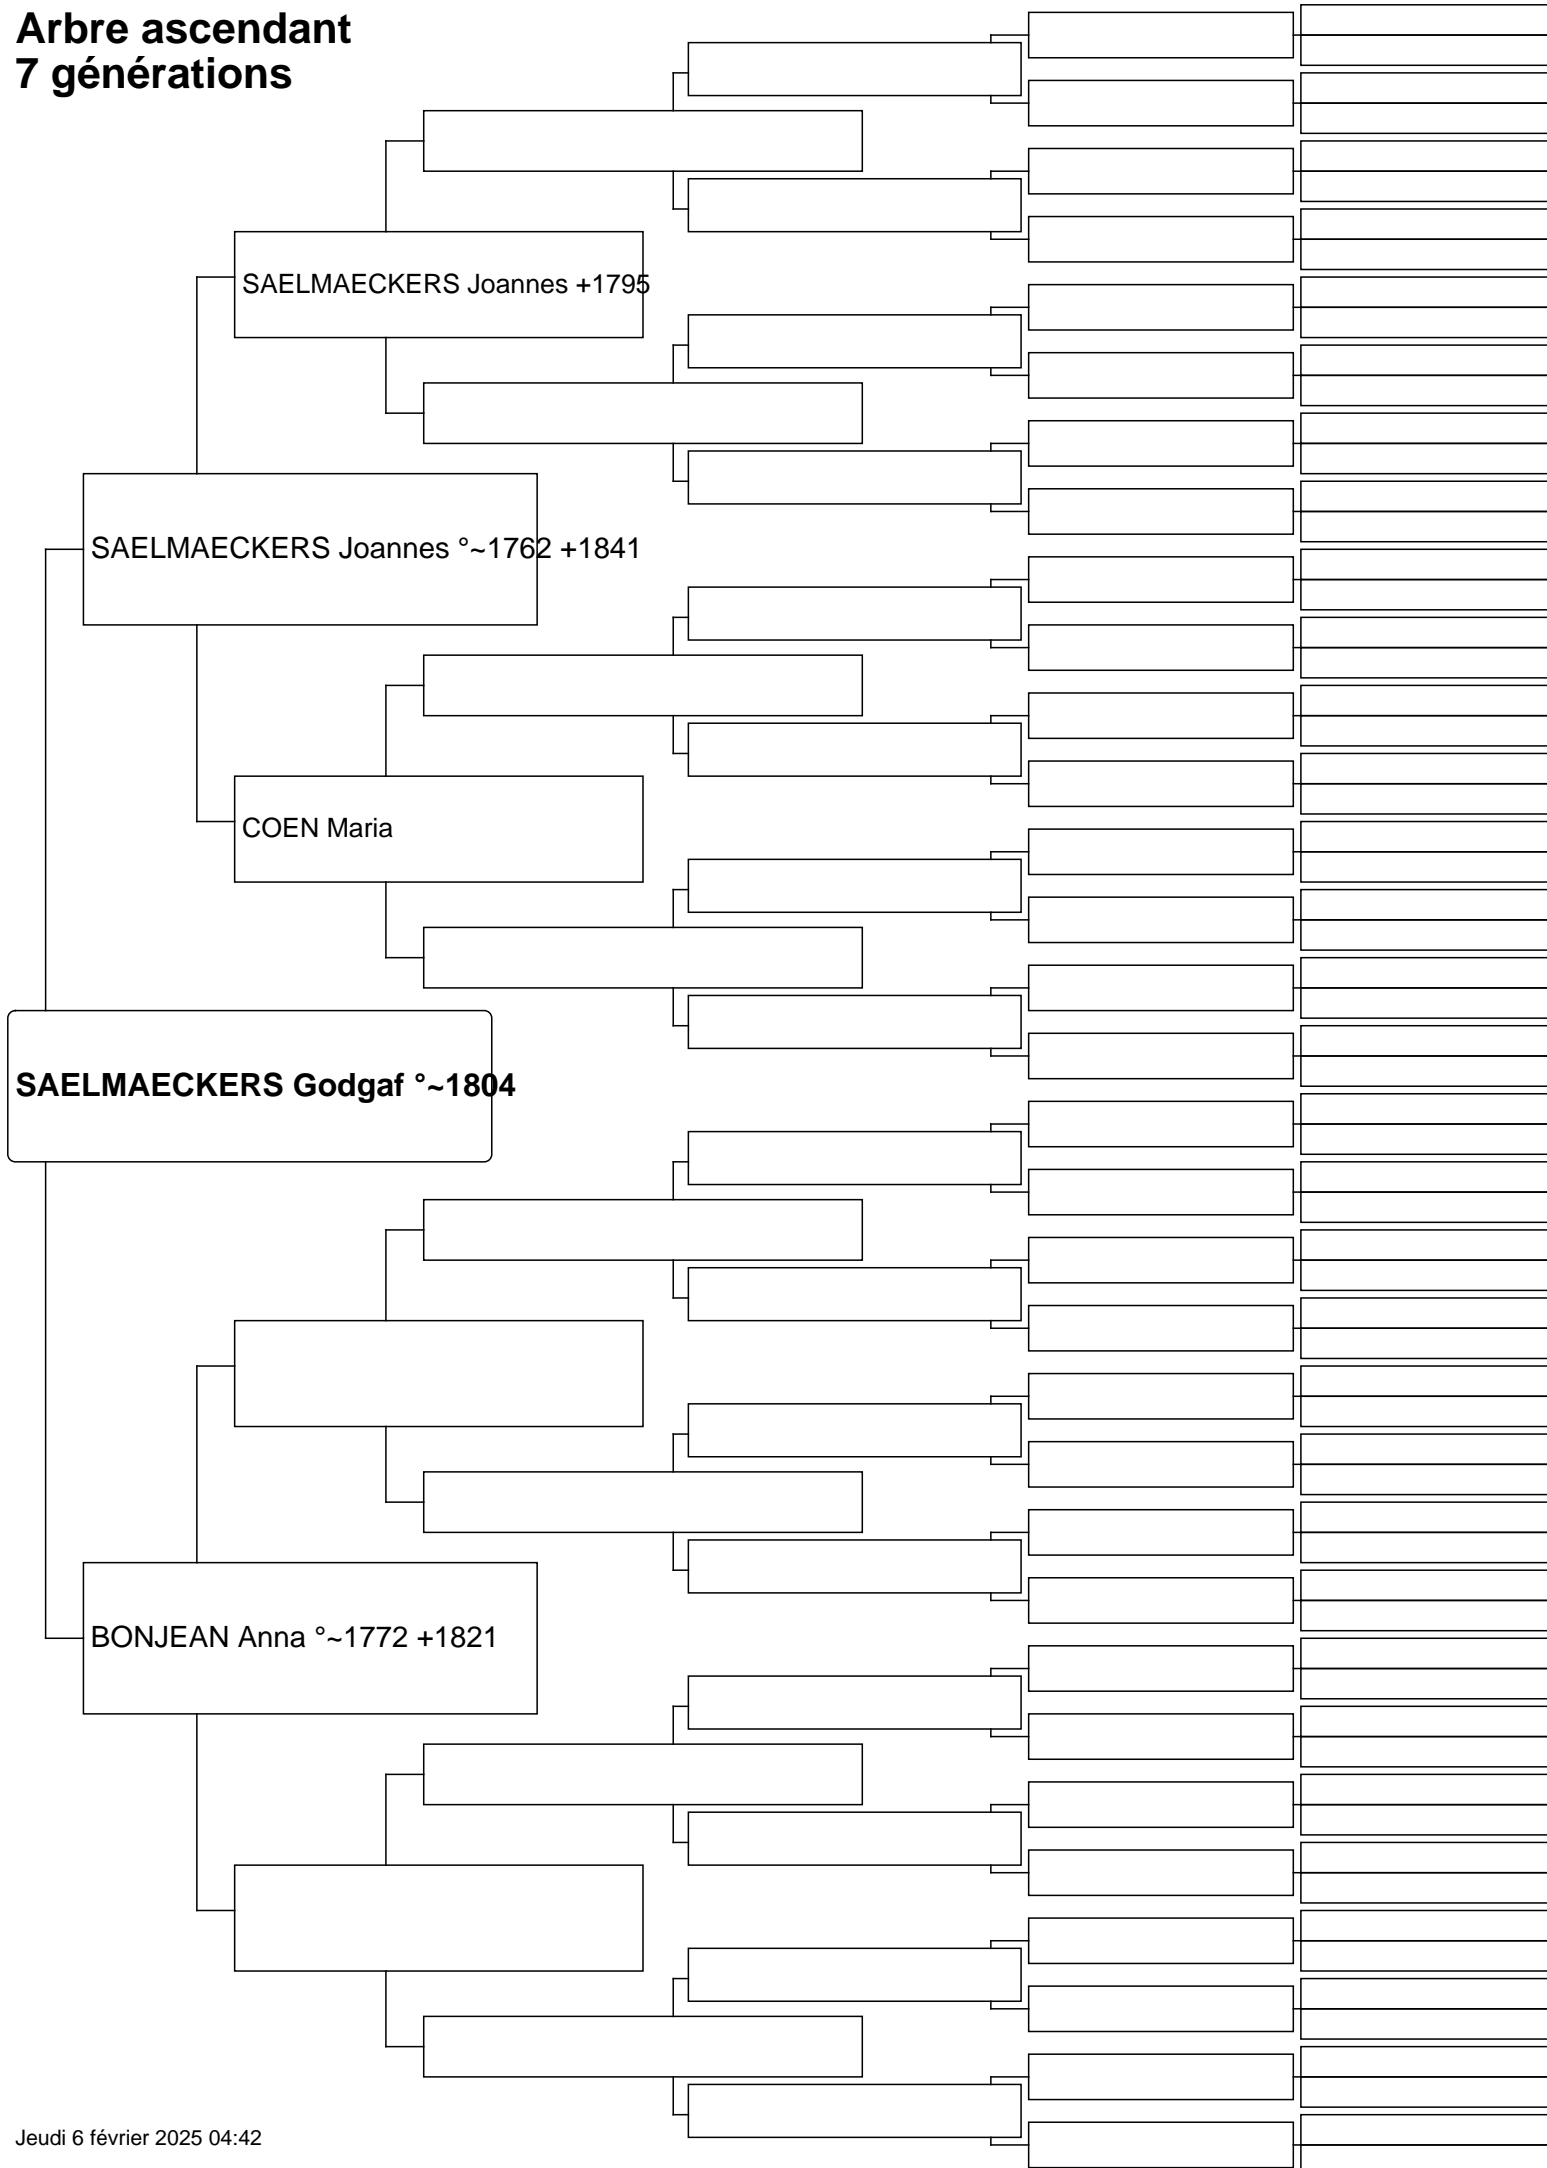 Arbre ascendant
7 générations
SAELMAECKERS Joannes +1795
SAELMAECKERS Joannes °~1762 +1841
COEN Maria
SAELMAECKERS Godgaf °~1804
BONJEAN Anna °~1772 +1821
Jeudi 6 février 2025 04:42